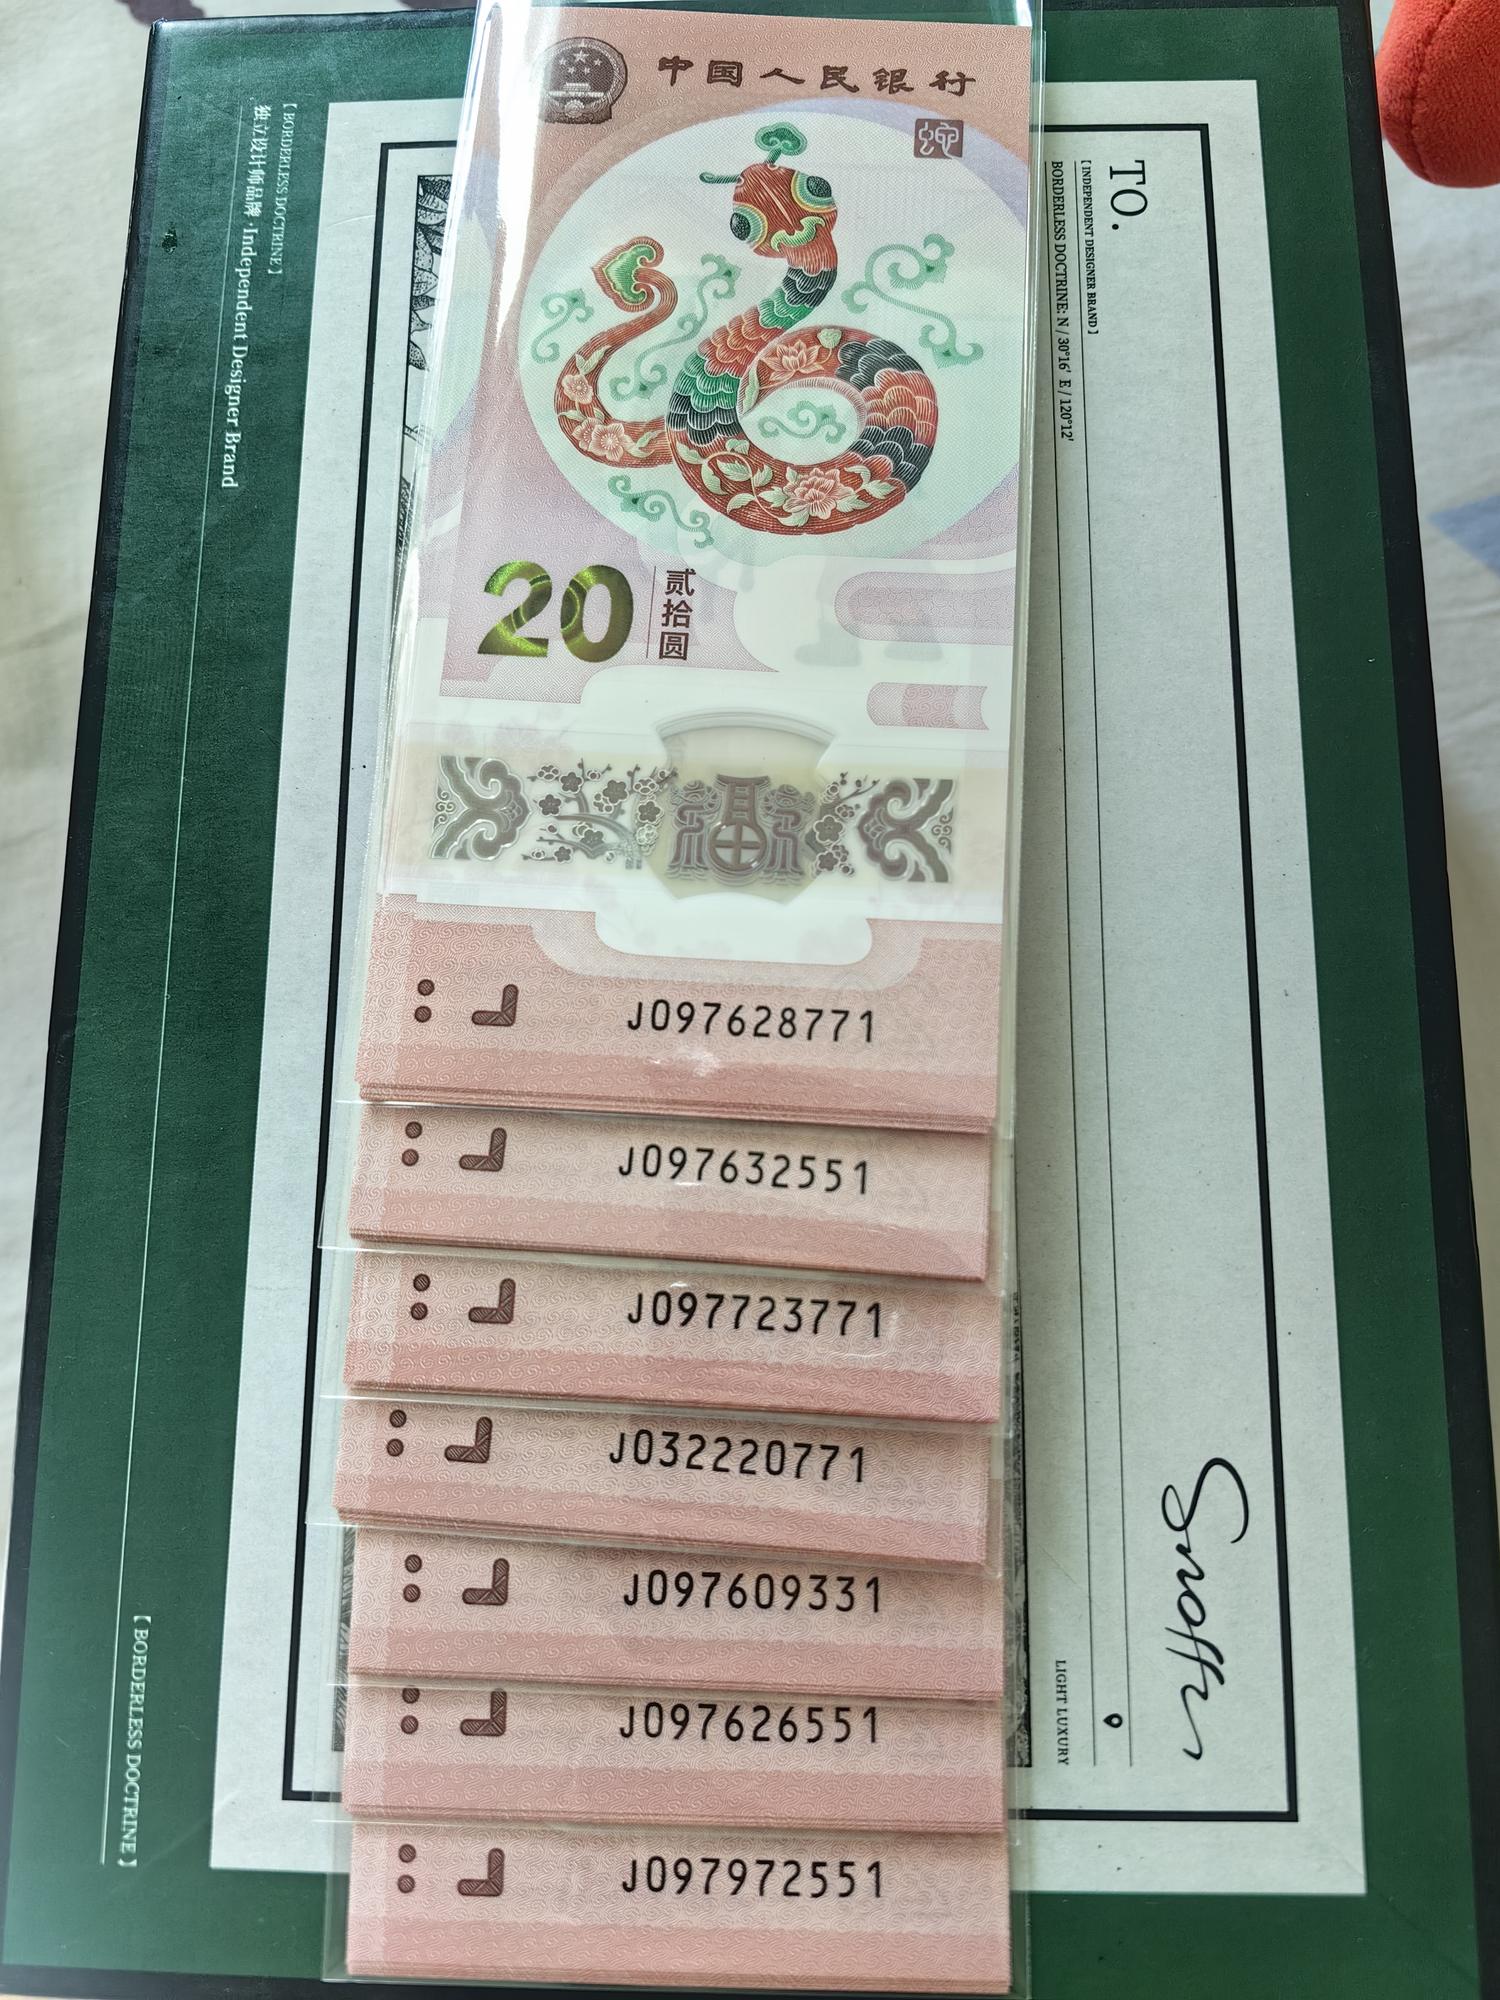 中国人民银行
蛇
20 贰拾圆
福
J097628771
J097632551
J097723771
J032220771
J097609331
J097626551
J097972551
【BORDERLESS DOCTRINE】
独立设计师品牌·Independent Designer Brand
【BORDERLESS DOCTRINE】
TO.
【INDEPENDENT DESIGNER BRAND】
BORDERLESS DOCTRINE: N / 30°16′ E / 120°12′
LIGHT LUXURY